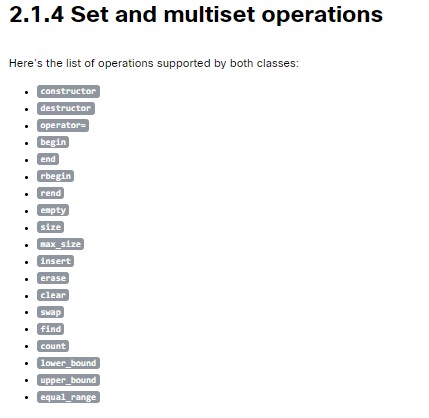 2.1.4 Set and multiset operations
Here's the list of operations supported by both classes:
constructor
destructor
operator=
begin
end
rbegin
rend
empty
size
max_size
insert
erase
clear
swap
find
count
lower_bound
upper_bound
equal_range